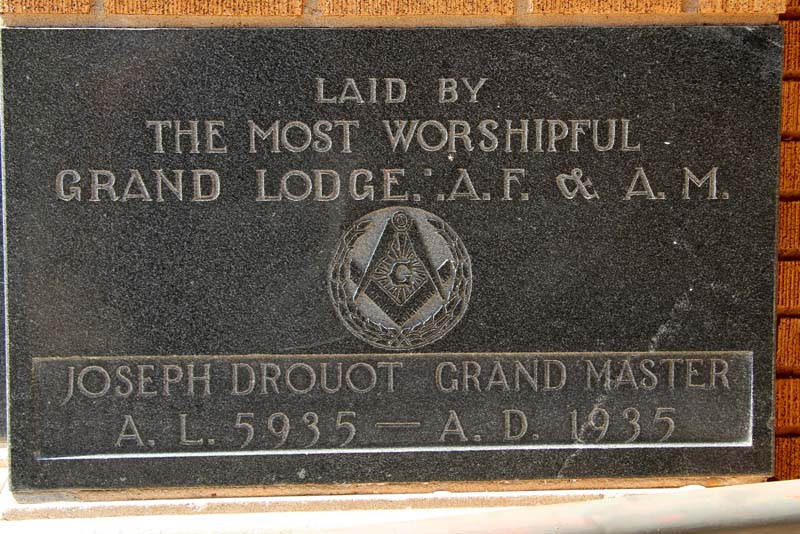 LAID BY
THE MOST WORSHIPFUL
GRAND LODGE.∴A.F. & A.M.
G
JOSEPH DROUOT GRAND MASTER
A. L. 5935 — A. D. 1935